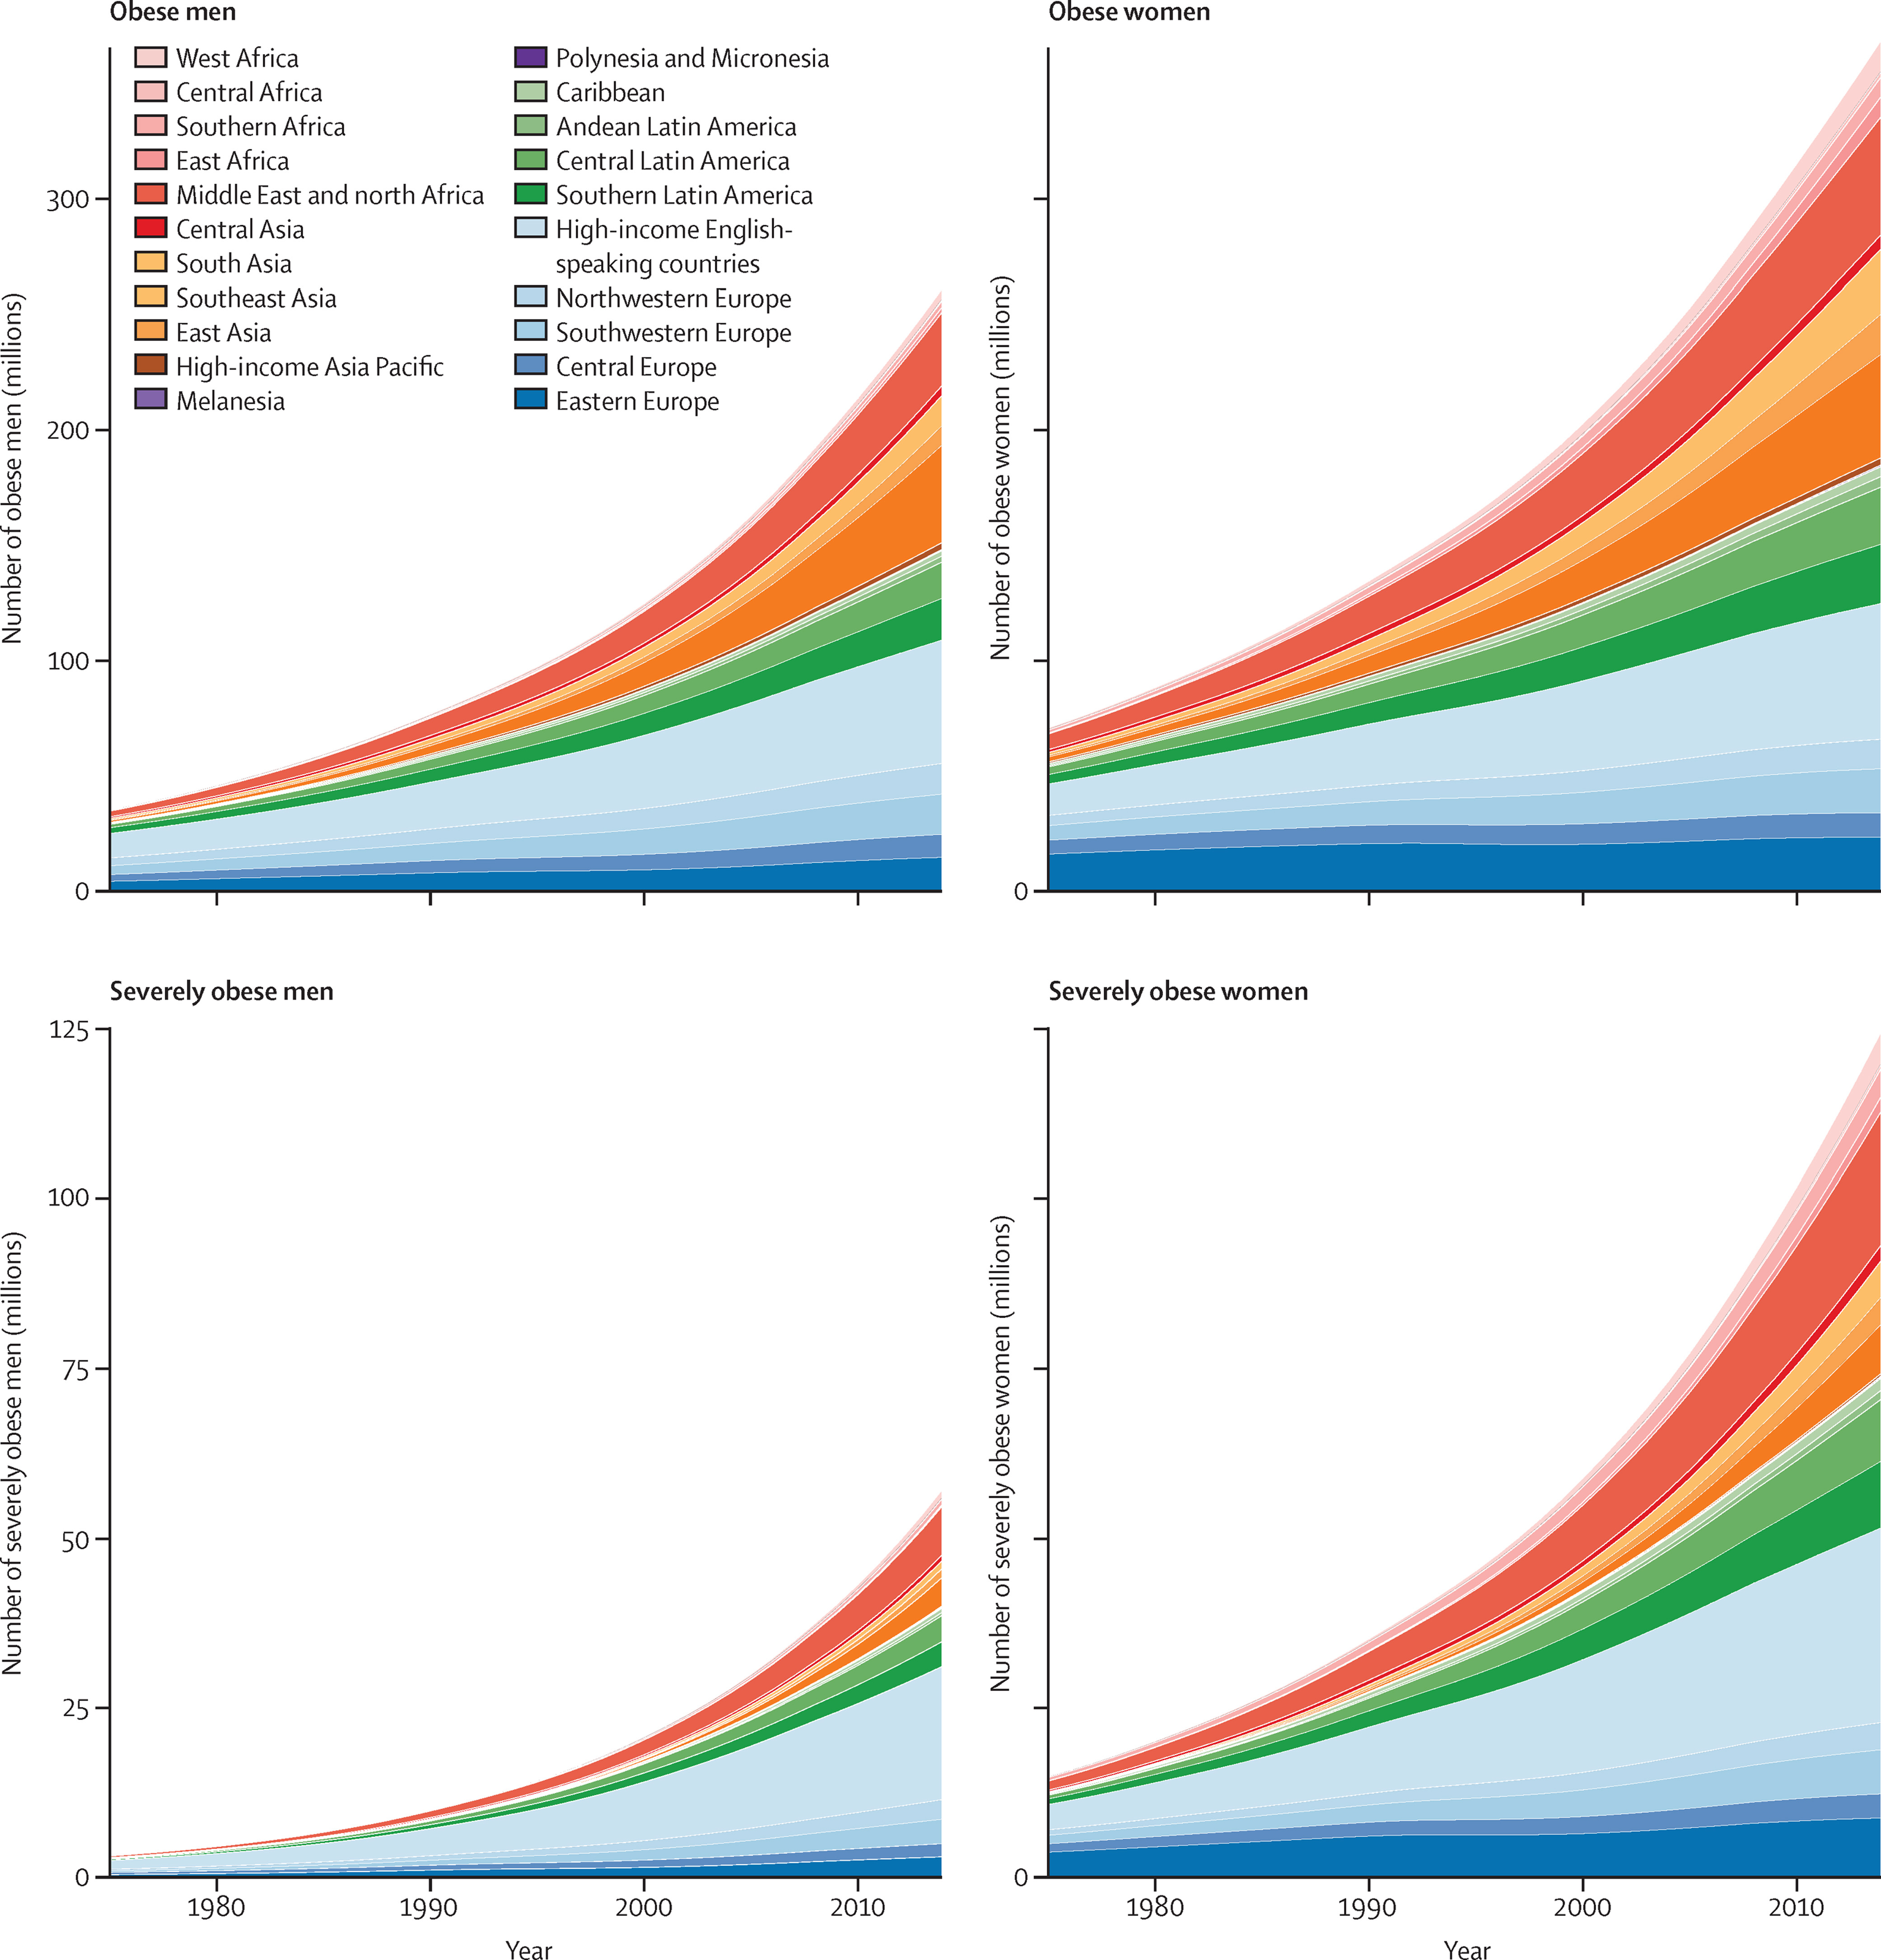 Obese men
Obese women
West Africa
Central Africa
Southern Africa
East Africa
Middle East and north Africa
Central Asia
South Asia
Southeast Asia
East Asia
High-income Asia Pacific
Melanesia
Polynesia and Micronesia
Caribbean
Andean Latin America
Central Latin America
Southern Latin America
High-income English-
speaking countries
Northwestern Europe
Southwestern Europe
Central Europe
Eastern Europe
Number of obese men (millions)
300
200
100
0
Number of obese women (millions)
0
Severely obese men
Severely obese women
Number of severely obese men (millions)
125
100
75
50
25
0
1980
1990
2000
2010
Year
Number of severely obese women (millions)
0
1980
1990
2000
2010
Year